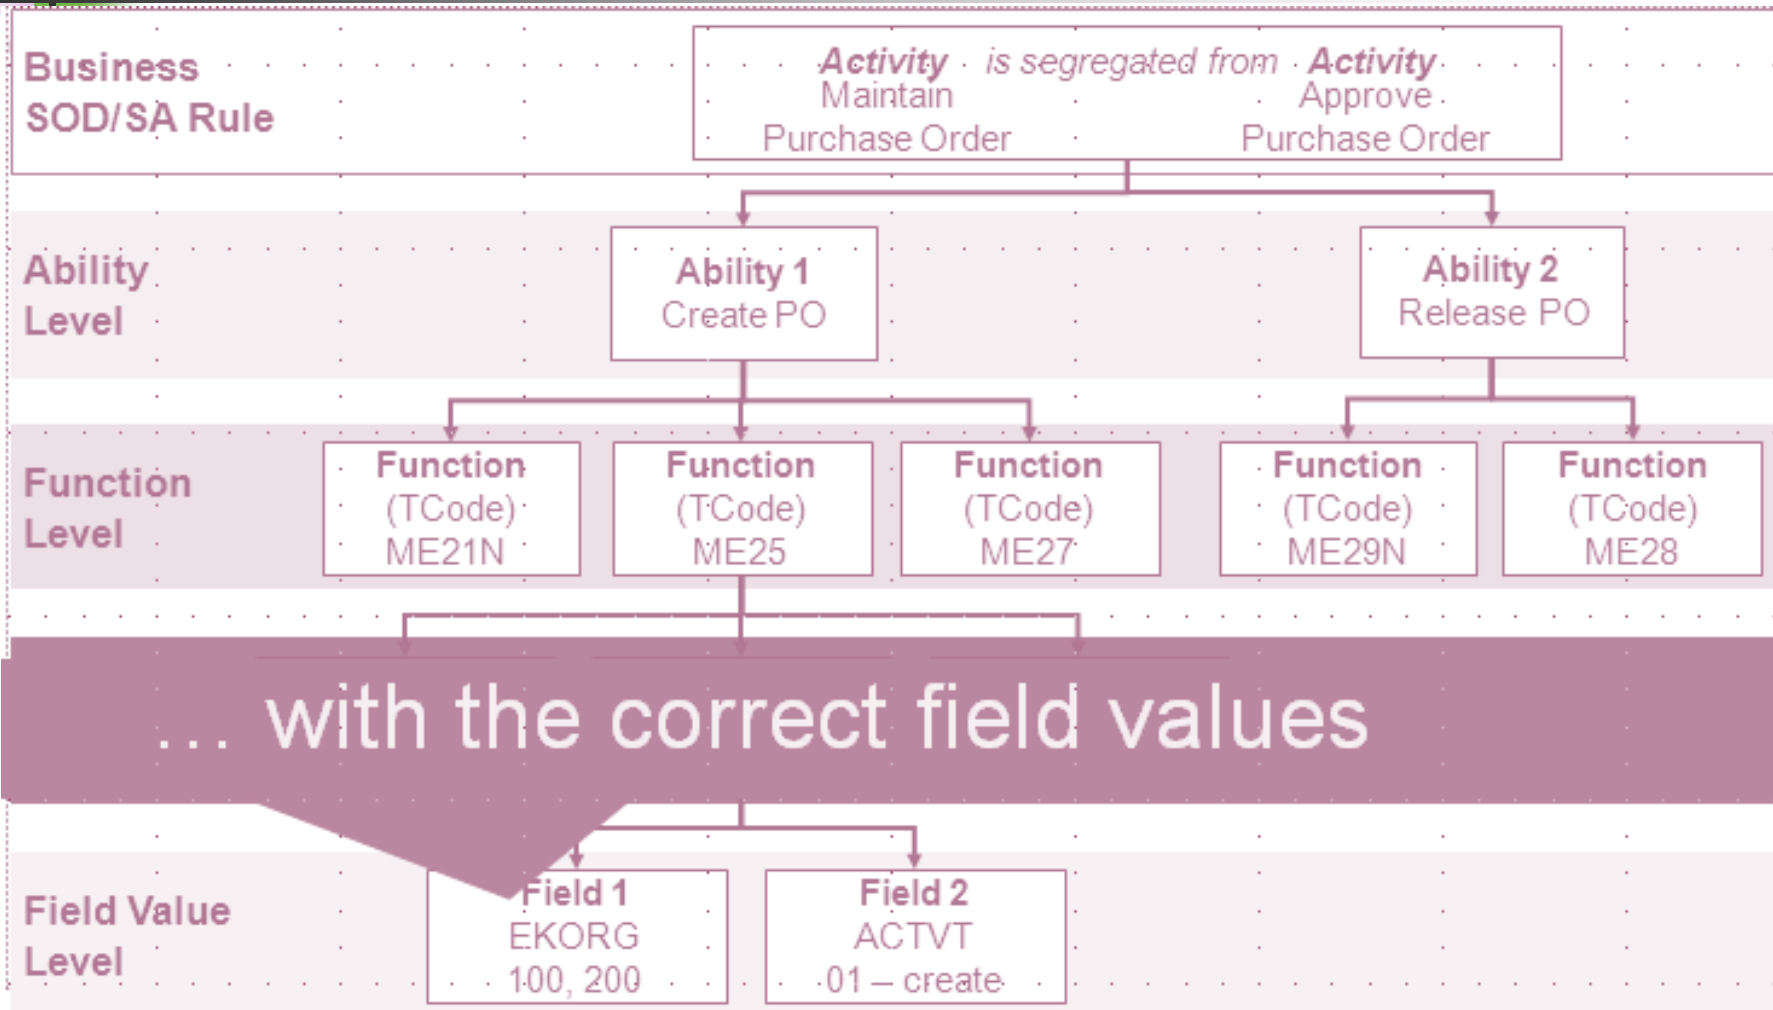 Business
SOD/SA Rule
Activity is segregated from Activity
Maintain
Purchase Order
Approve
Purchase Order
Ability
Level
Ability 1
Create PO
Ability 2
Release PO
Function
Level
Function
(TCode)
ME21N
Function
(TCode)
ME25
Function
(TCode)
ME27
Function
(TCode)
ME29N
Function
(TCode)
ME28
... with the correct field values
Field Value
Level
Field 1
EKORG
100, 200
Field 2
ACTVT
01 – create